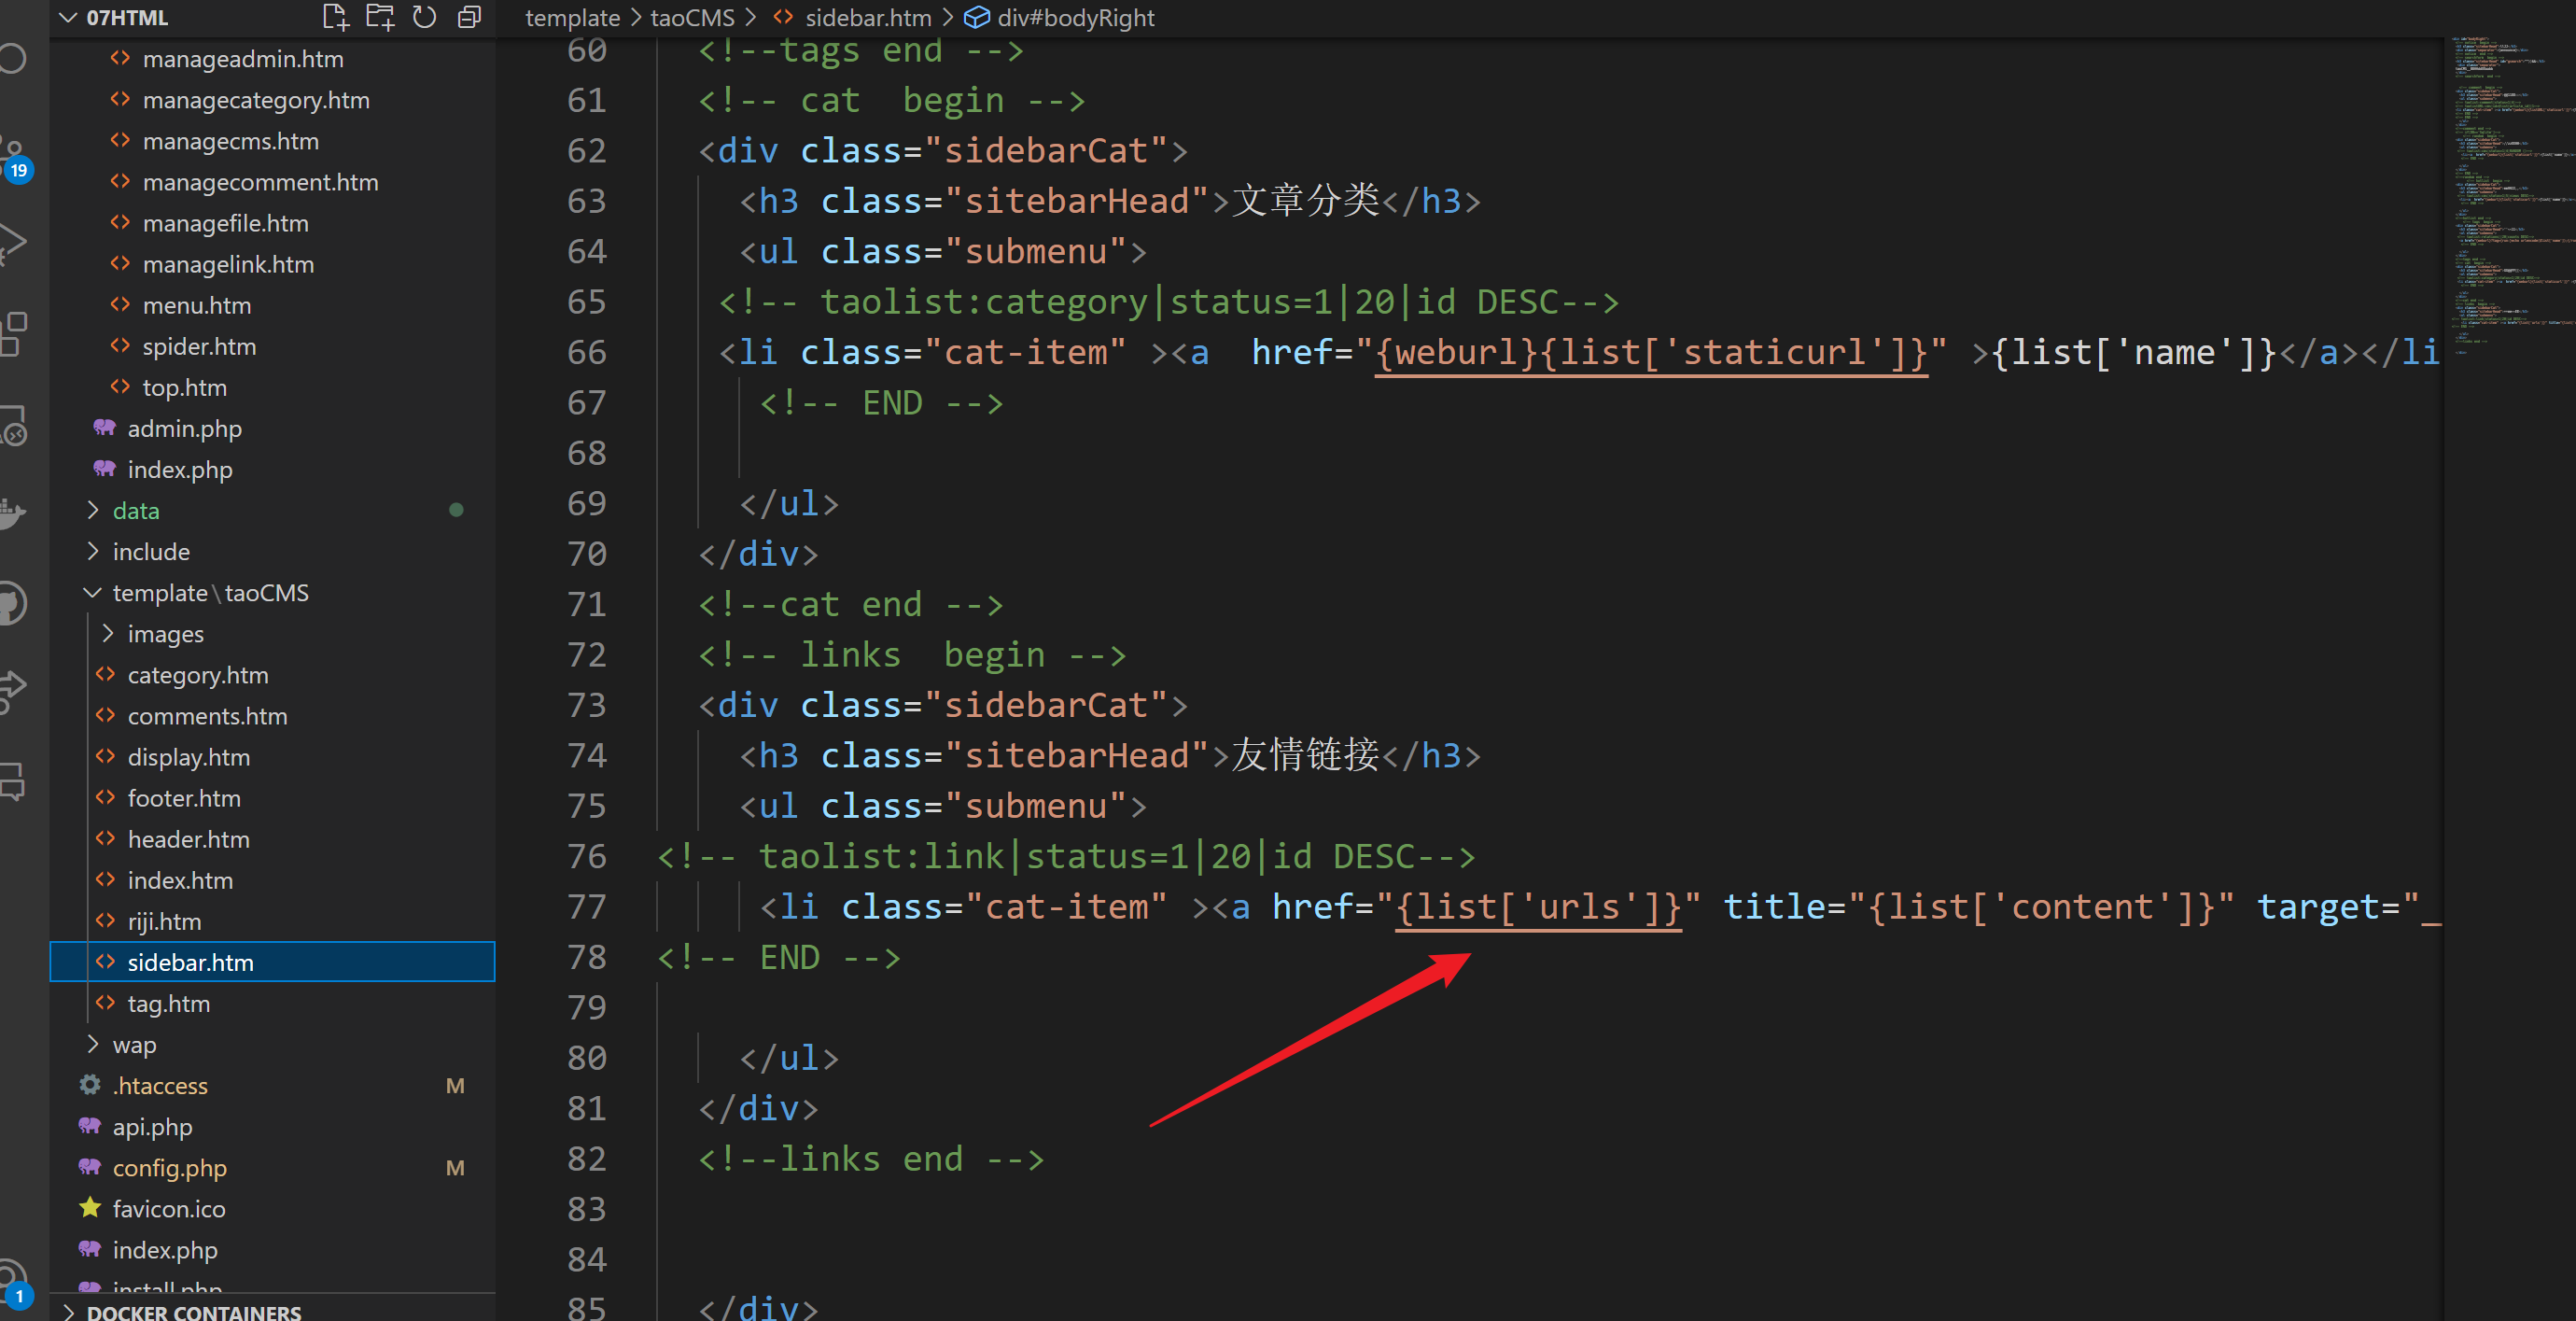 07HTML
manageadmin.htm
managecategory.htm
managecms.htm
managecomment.htm
managefile.htm
managelink.htm
menu.htm
spider.htm
top.htm
admin.php
index.php
data
include
template\taoCMS
images
category.htm
comments.htm
display.htm
footer.htm
header.htm
index.htm
riji.htm
sidebar.htm
tag.htm
wap
.htaccess M
api.php
config.php M
favicon.ico
index.php
install.php
DOCKER CONTAINERS
19
1
template > taoCMS > sidebar.htm > div#bodyRight
60 <!--tags end -->
61 <!-- cat  begin -->
62 <div class="sidebarCat">
63 <h3 class="sitebarHead">文章分类</h3>
64 <ul class="submenu">
65 <!-- taolist:category|status=1|20|id DESC-->
66 <li class="cat-item" ><a  href="{weburl}{list['staticurl']}" >{list['name']}</a></li
67 <!-- END -->
68
69 </ul>
70 </div>
71 <!--cat end -->
72 <!-- links  begin -->
73 <div class="sidebarCat">
74 <h3 class="sitebarHead">友情链接</h3>
75 <ul class="submenu">
76 <!-- taolist:link|status=1|20|id DESC-->
77 <li class="cat-item" ><a href="{list['urls']}" title="{list['content']}" target="_
78 <!-- END -->
79
80 </ul>
81 </div>
82 <!--links end -->
83
84
85 </div>